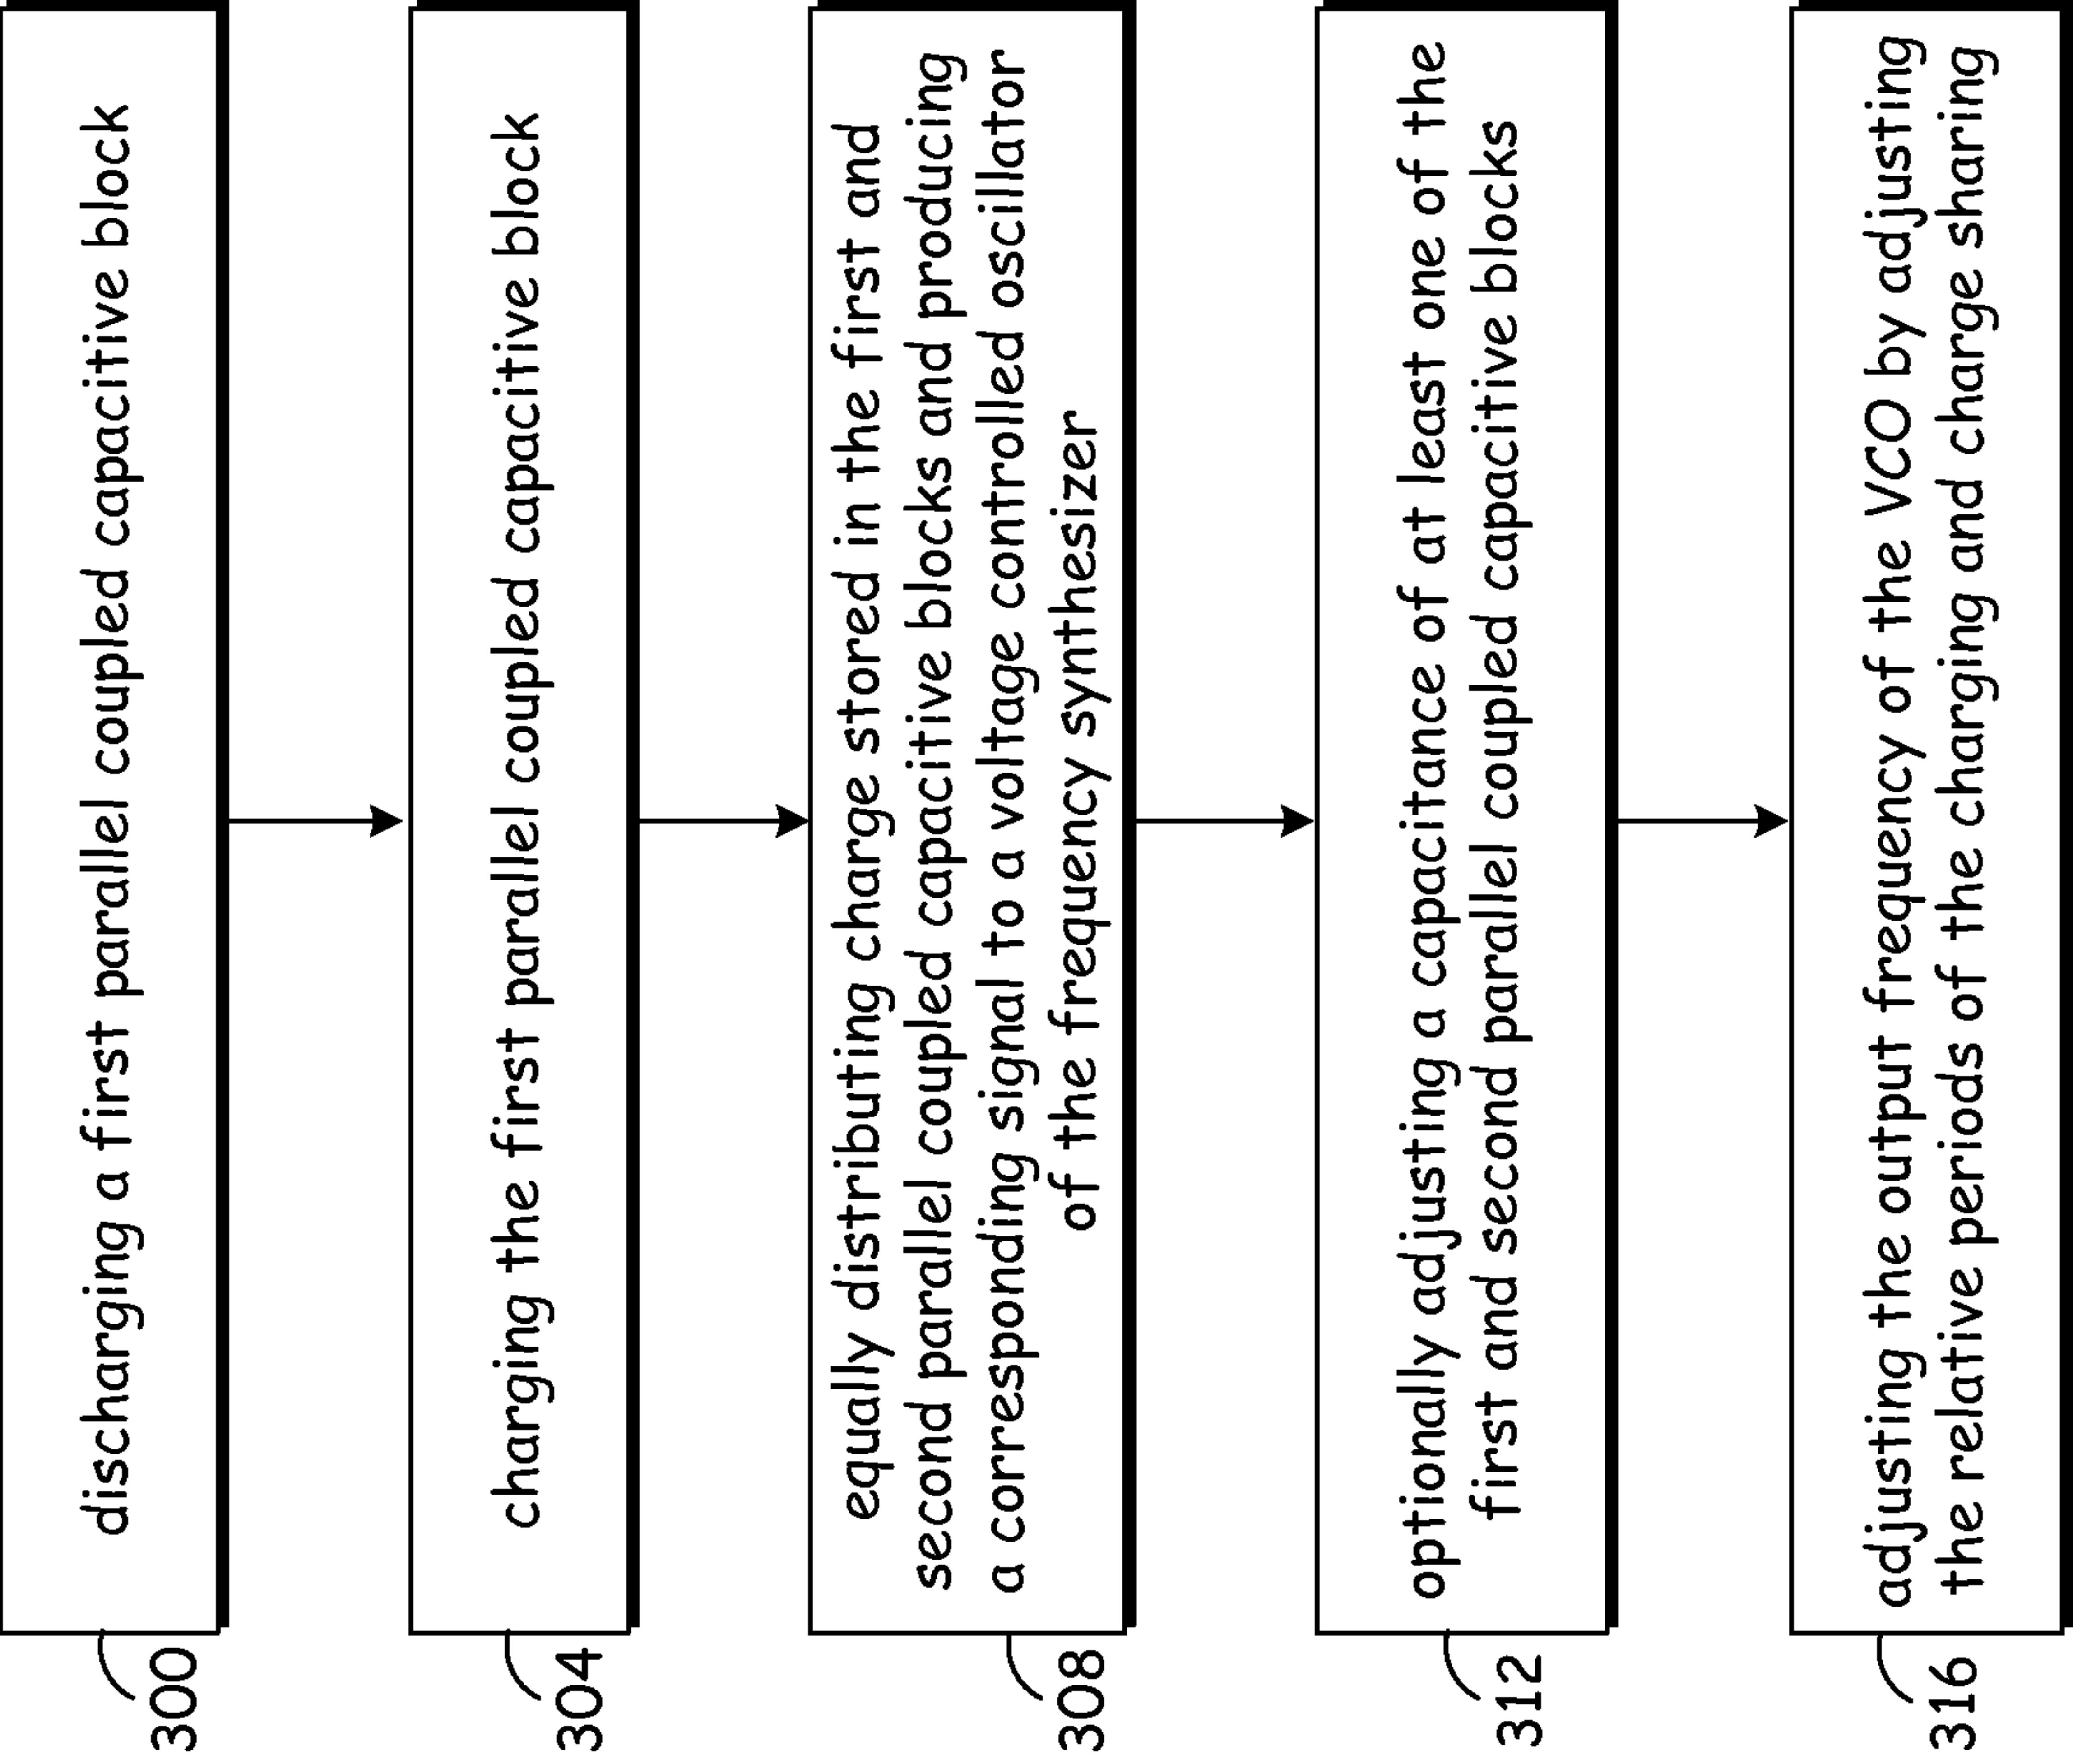 discharging a first parallel coupled capacitive block
300
charging the first parallel coupled capacitive block
304
equally distributing charge stored in the first and
second parallel coupled capacitive blocks and producing
a corresponding signal to a voltage controlled oscillator
of the frequency synthesizer
308
optionally adjusting a capacitance of at least one of the
first and second parallel coupled capacitive blocks
312
adjusting the output frequency of the VCO by adjusting
the relative periods of the charging and charge sharing
316